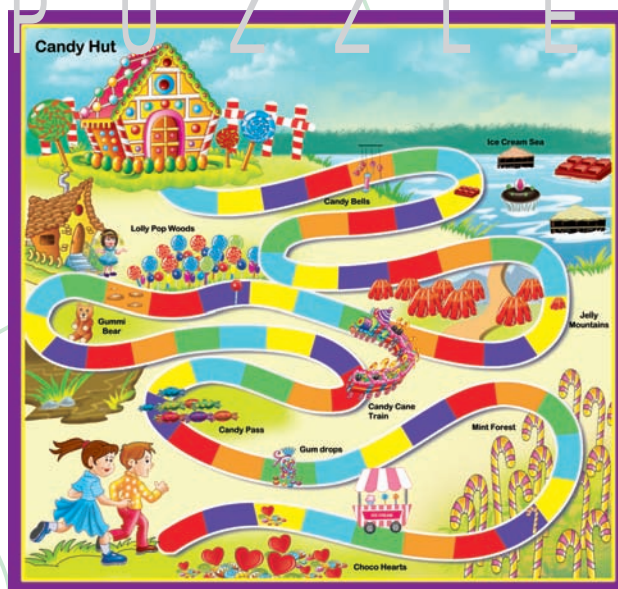 PUZZLE
Candy Hut
Ice Cream Sea
Candy Bells
Lolly Pop Woods
Gummi
Bear
Jelly
Mountains
Candy Cane
Train
Candy Pass
Mint Forest
Gum drops
Choco Hearts